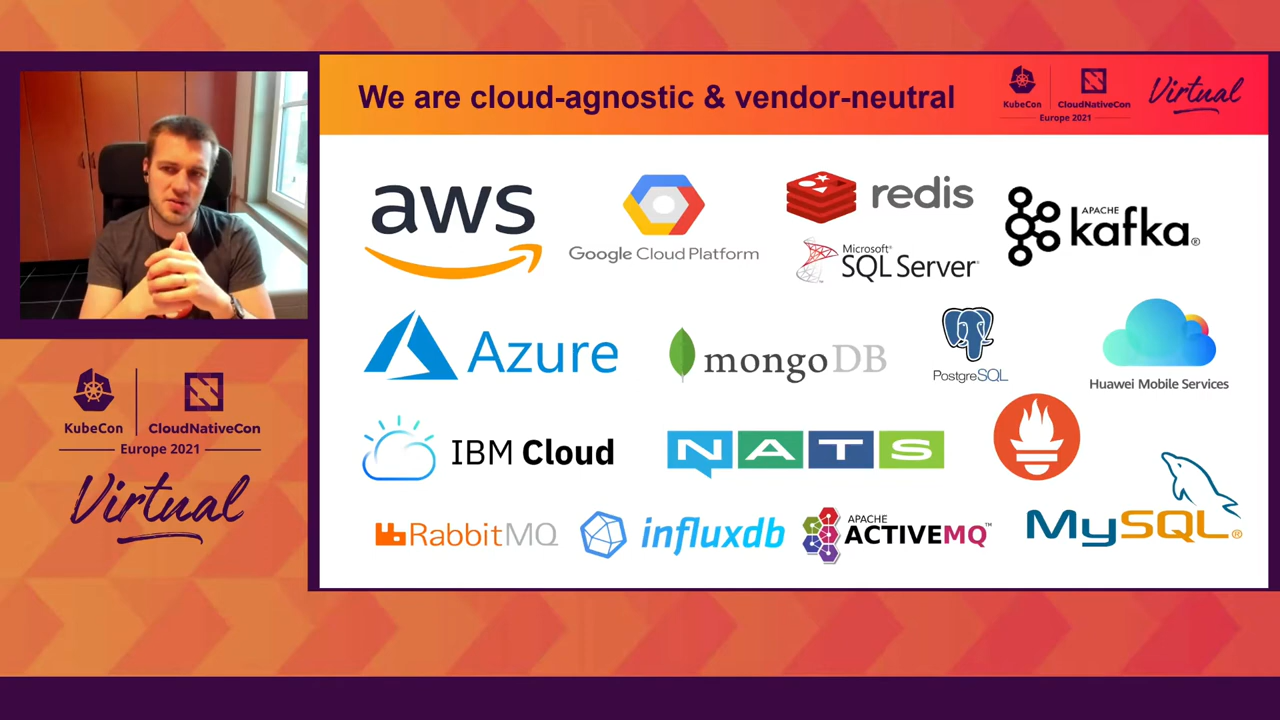 We are cloud-agnostic & vendor-neutral
KubeCon
CloudNativeCon
Europe 2021
Virtual
aws
Google Cloud Platform
redis
Microsoft®
SQL Server®
APACHE
kafka®
Azure
mongoDB
PostgreSQL
Huawei Mobile Services
IBM Cloud
NATS
RabbitMQ
influxdb
APACHE
ACTIVEMQ™
MySQL®
KubeCon
CloudNativeCon
Europe 2021
Virtual